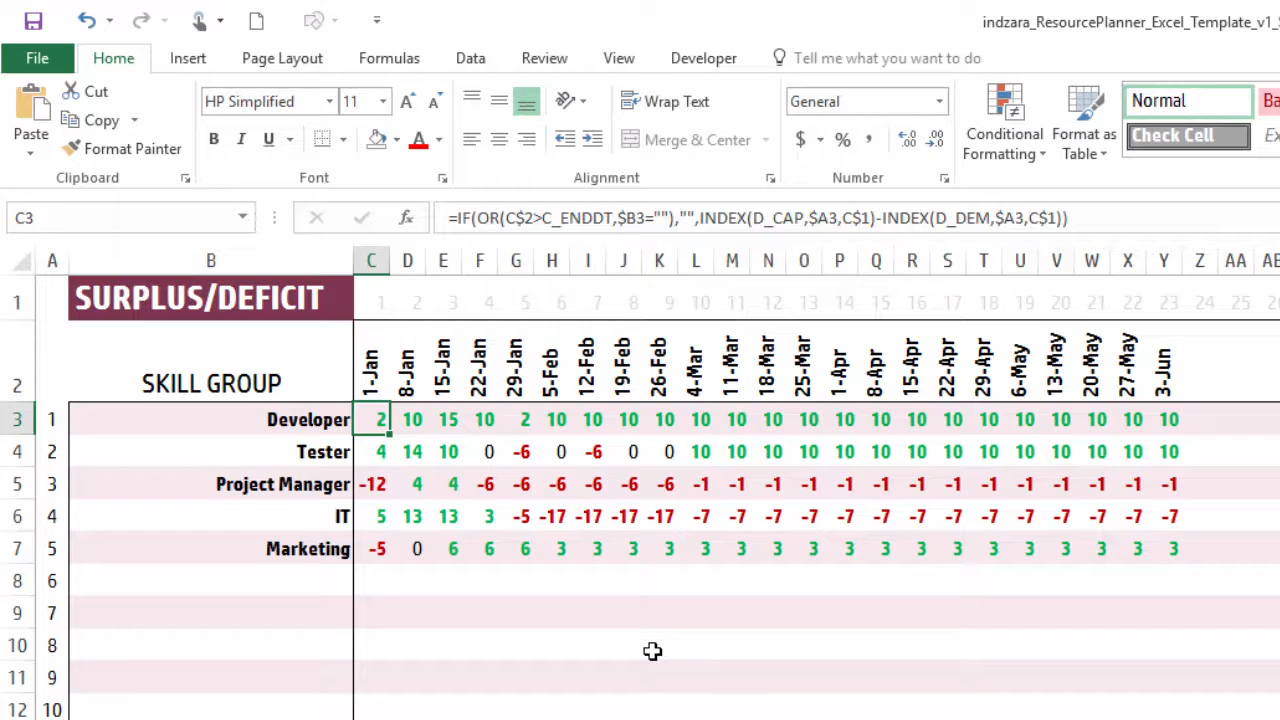 indzara_ResourcePlanner_Excel_Template_v1_
File Home Insert Page Layout Formulas Data Review View Developer Tell me what you want to do
Cut
Copy
Format Painter
Paste
Clipboard
HP Simplified 11
A A
B I U A
Font
Wrap Text
Merge & Center
Alignment
General
$ % ,
Number
Conditional Formatting
Format as Table
Normal
Check Cell
C3 fx =IF(OR(C$2>C_ENDDT,$B3=""),"",INDEX(D_CAP,$A3,C$1)-INDEX(D_DEM,$A3,C$1))
A B C D E F G H I J K L M N O P Q R S T U V W X Y Z AA
1 SURPLUS/DEFICIT 1 2 3 4 5 6 7 8 9 10 11 12 13 14 15 16 17 18 19 20 21 22 23 24 25 26
2 SKILL GROUP 1-Jan 8-Jan 15-Jan 22-Jan 29-Jan 5-Feb 12-Feb 19-Feb 26-Feb 4-Mar 11-Mar 18-Mar 25-Mar 1-Apr 8-Apr 15-Apr 22-Apr 29-Apr 6-May 13-May 20-May 27-May 3-Jun
3 1 Developer 2 10 15 10 2 10 10 10 10 10 10 10 10 10 10 10 10 10 10 10 10 10 10
4 2 Tester 4 14 10 0 -6 0 -6 0 0 10 10 10 10 10 10 10 10 10 10 10 10 10 10
5 3 Project Manager -12 4 4 -6 -6 -6 -6 -6 -6 -1 -1 -1 -1 -1 -1 -1 -1 -1 -1 -1 -1 -1 -1
6 4 IT 5 13 13 3 -5 -17 -17 -17 -17 -7 -7 -7 -7 -7 -7 -7 -7 -7 -7 -7 -7 -7 -7
7 5 Marketing -5 0 6 6 6 3 3 3 3 3 3 3 3 3 3 3 3 3 3 3 3 3 3
8 6
9 7
10 8
11 9
12 10